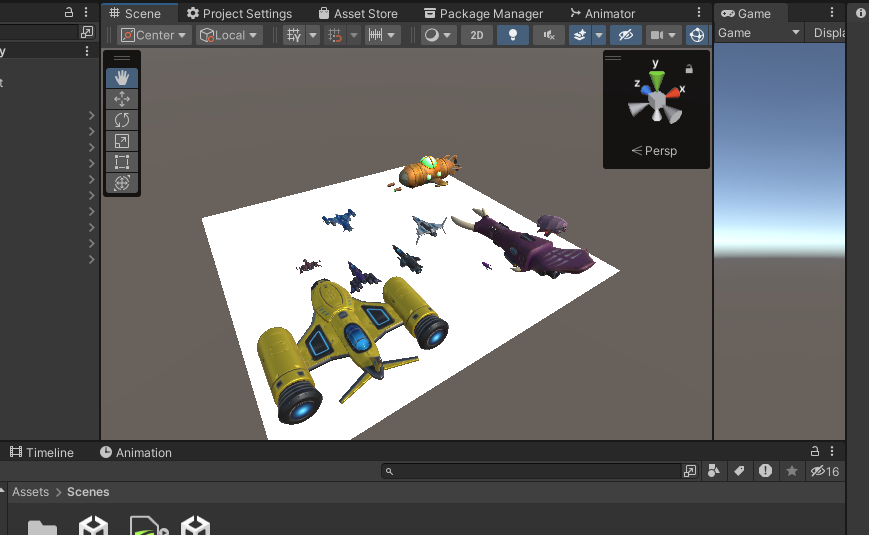 Scene
Project Settings
Asset Store
Package Manager
Animator
Game
Center
Local
2D
Game
Displa
y
t
y
z
x
Persp
Timeline
Animation
16
Assets > Scenes